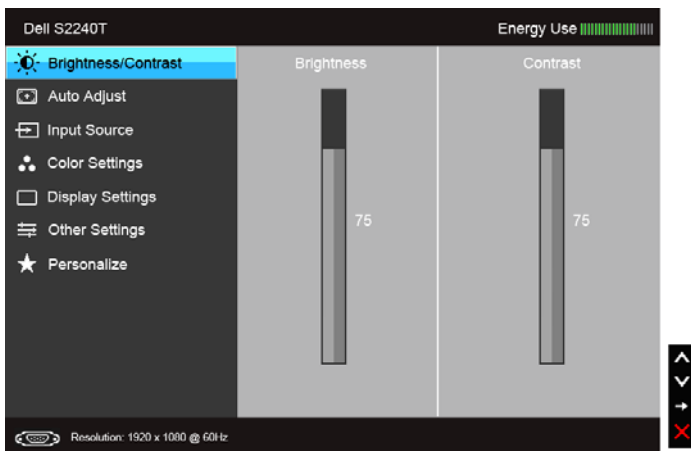 Dell S2240T
Energy Use
Brightness/Contrast
Brightness
Contrast
Auto Adjust
Input Source
Color Settings
Display Settings
75
75
Other Settings
Personalize
Resolution: 1920 x 1080 @ 60Hz